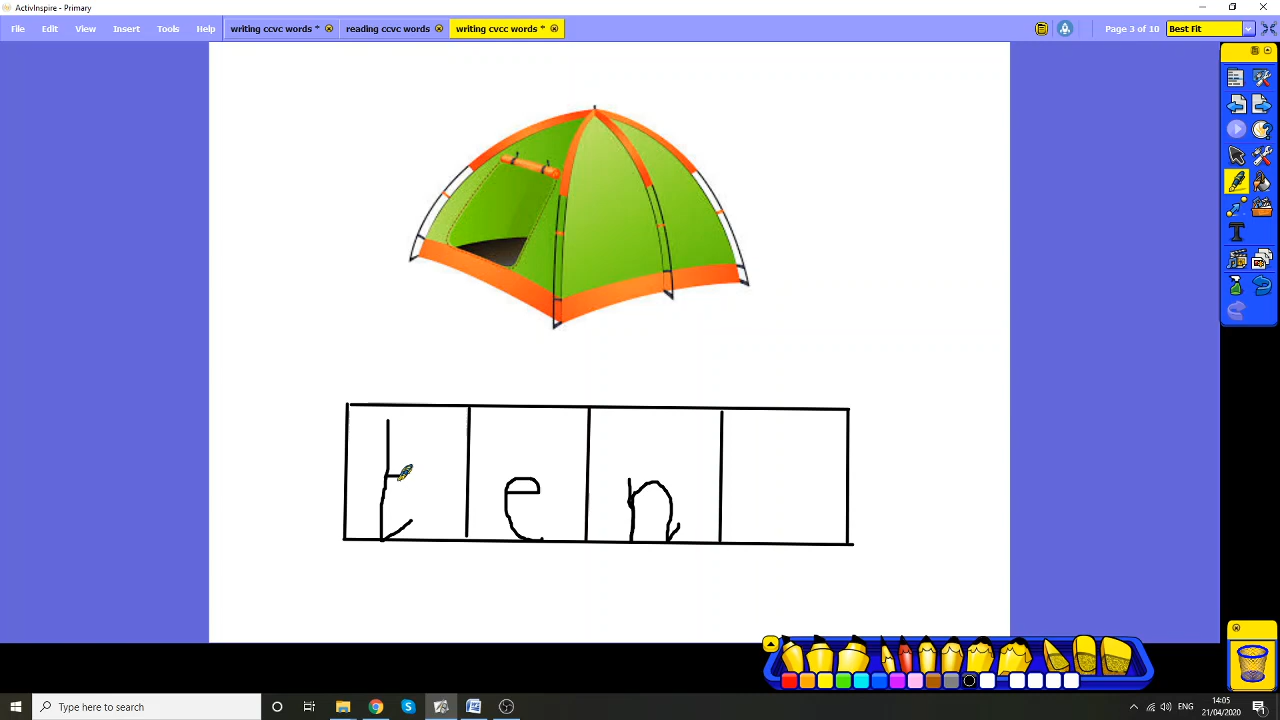 ActivInspire - Primary
File Edit View Insert Tools Help writing ccvc words * reading ccvc words writing cvcc words * Page 3 of 10 Best Fit
t e n
Type here to search
ENG 14:05
21/04/2020